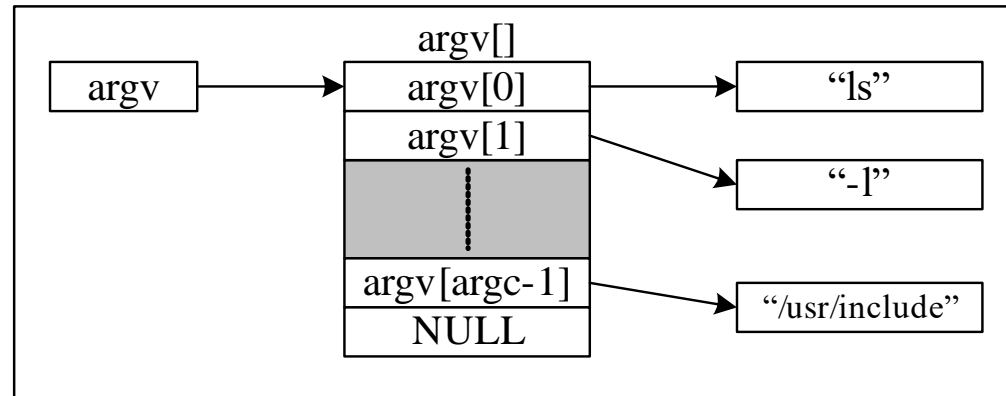 argv[]
argv
argv[0]
“ls”
argv[1]
“-l”
argv[argc-1]
“/usr/include”
NULL